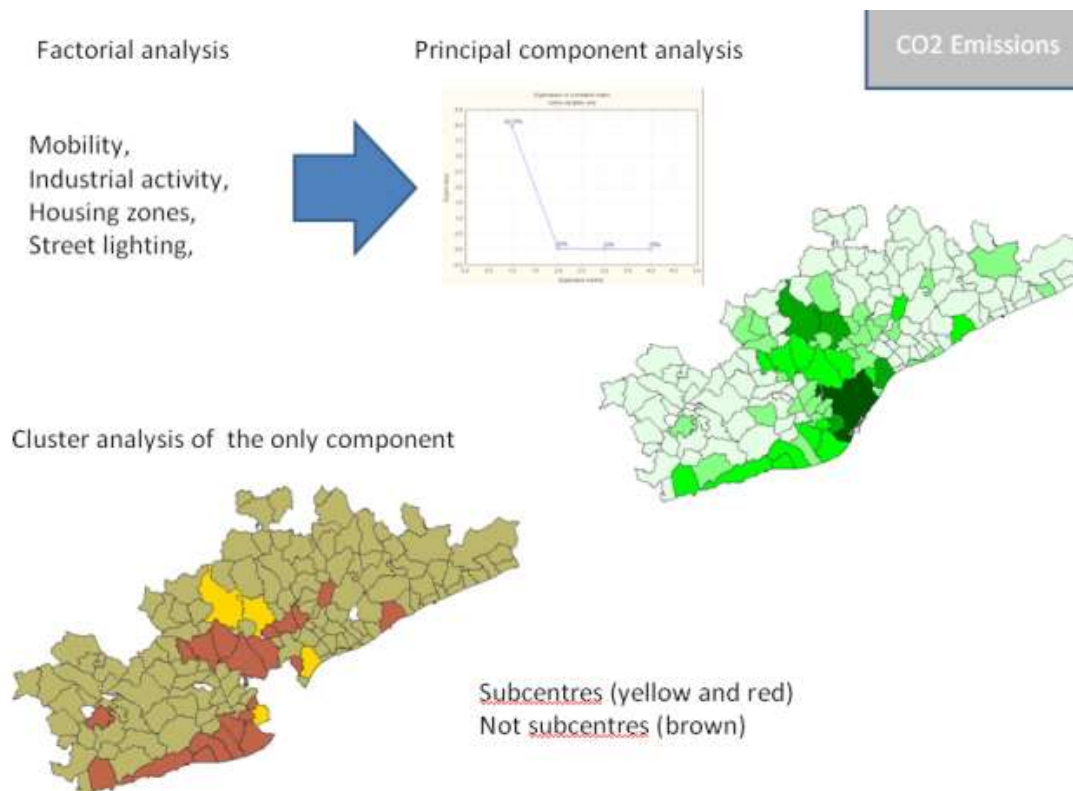 Factorial analysis
Principal component analysis
CO2 Emissions
Mobility,
Industrial activity,
Housing zones,
Street lighting,
Cluster analysis of  the only component
Subcentres (yellow and red)
Not subcentres (brown)